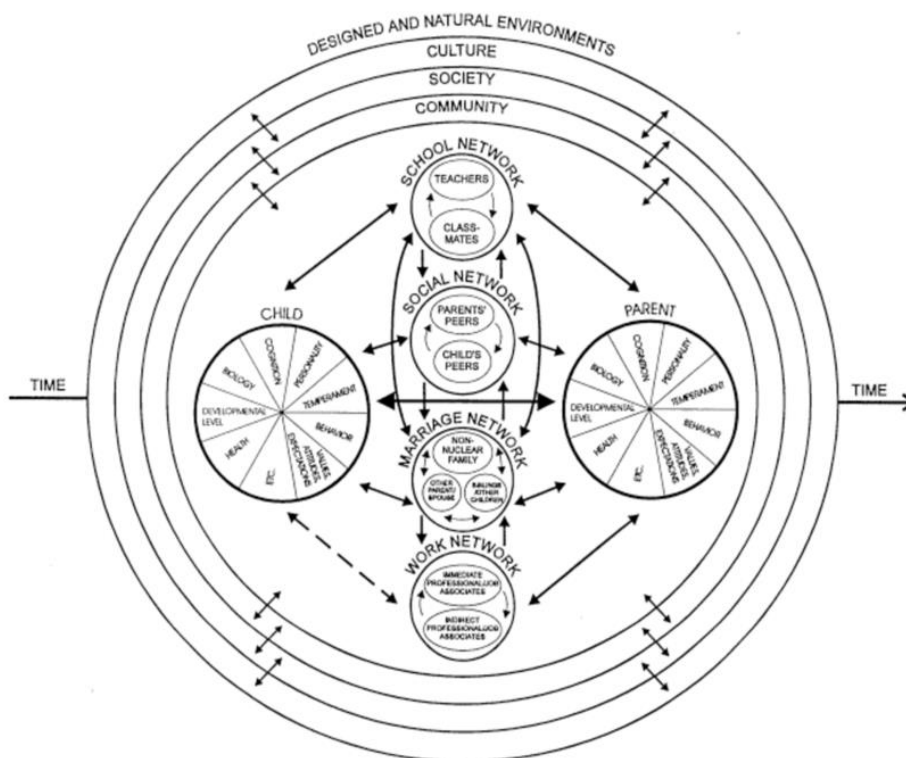 DESIGNED AND NATURAL ENVIRONMENTS
CULTURE
SOCIETY
COMMUNITY
SCHOOL NETWORK
TEACHERS
CLASS-
MATES
SOCIAL NETWORK
PARENTS'
PEERS
CHILD'S
PEERS
CHILD
COGNITION
PERSONALITY
BIOLOGY
TEMPERAMENT
DEVELOPMENTAL
LEVEL
BEHAVIOR
HEALTH
VALUES,
ATTITUDES,
EXPECTATIONS
ETC.
PARENT
COGNITION
PERSONALITY
BIOLOGY
TEMPERAMENT
DEVELOPMENTAL
LEVEL
BEHAVIOR
HEALTH
VALUES,
ATTITUDES,
EXPECTATIONS
ETC.
TIME
TIME
MARRIAGE NETWORK
NON-
NUCLEAR
FAMILY
OTHER
PARENT/
SPOUSE
SIBLINGS
/OTHER
CHILDREN
WORK NETWORK
IMMEDIATE
PROFESSIONAL/JOB
ASSOCIATES
INDIRECT
PROFESSIONAL/JOB
ASSOCIATES